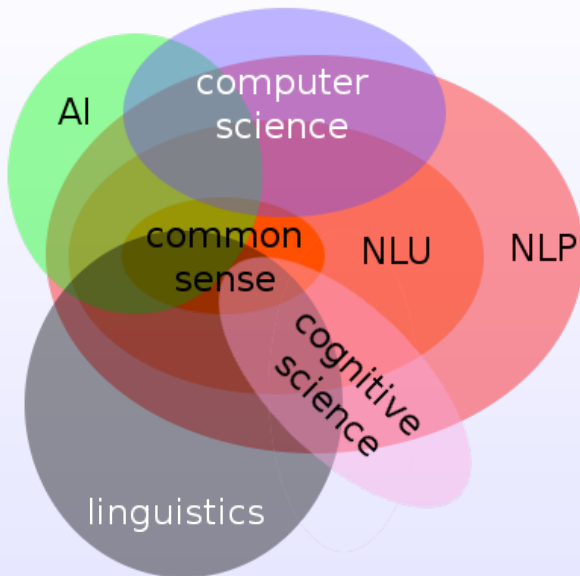 AI
computer
science
common
sense
NLU
NLP
cognitive
science
linguistics